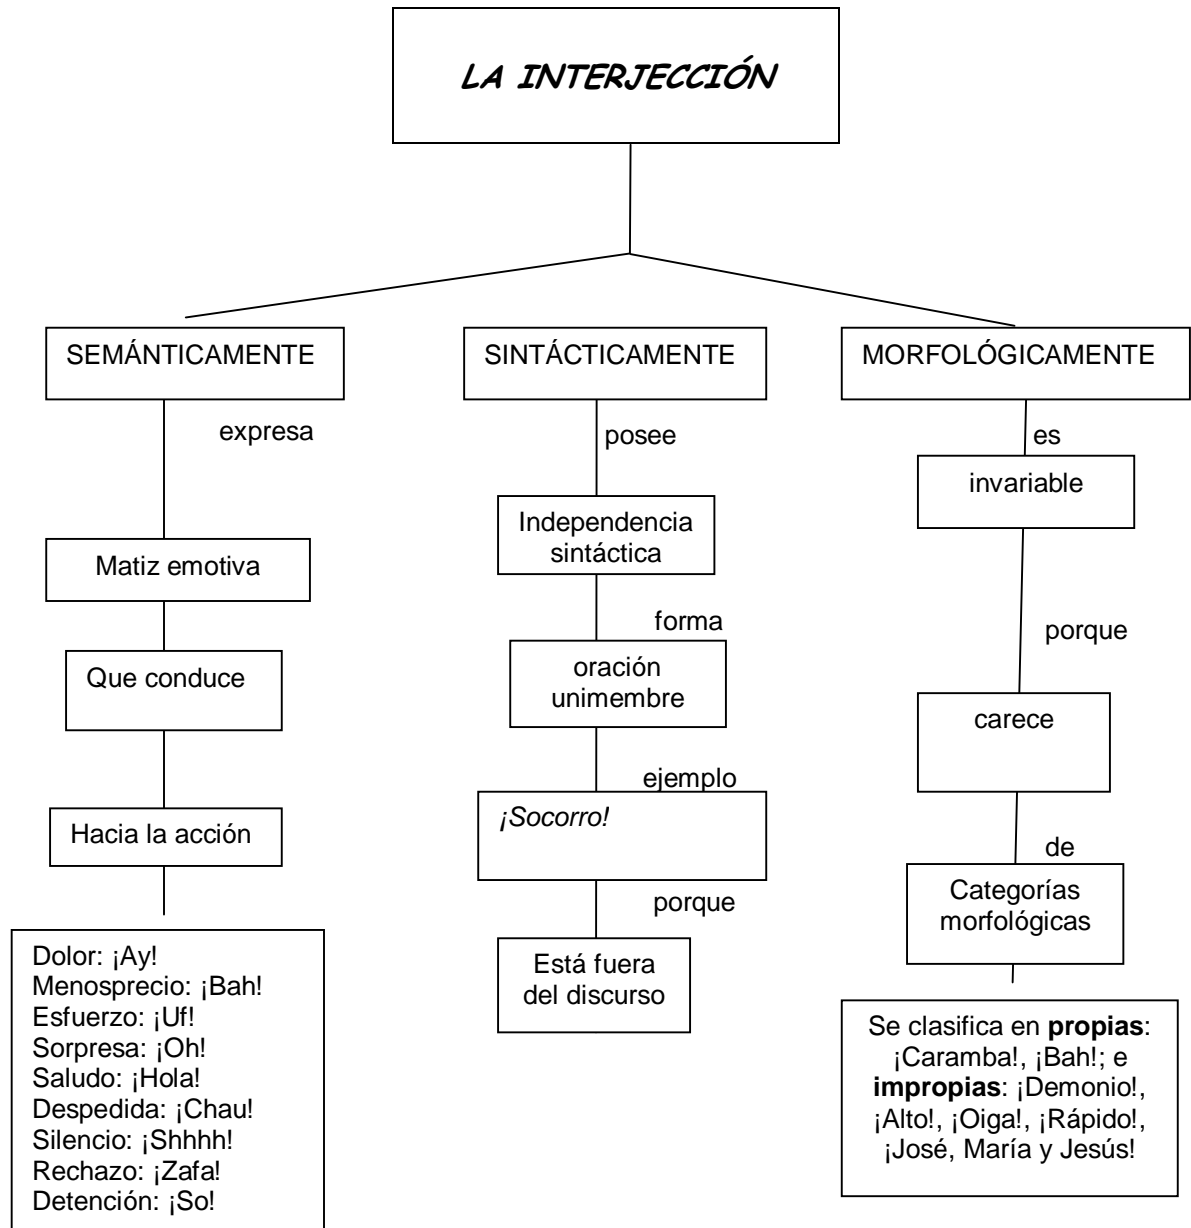 LA INTERJECCIÓN
SEMÁNTICAMENTE
expresa
Matiz emotiva
Que conduce
Hacia la acción
Dolor: ¡Ay!
Menosprecio: ¡Bah!
Esfuerzo: ¡Uf!
Sorpresa: ¡Oh!
Saludo: ¡Hola!
Despedida: ¡Chau!
Silencio: ¡Shhhh!
Rechazo: ¡Zafa!
Detención: ¡So!
SINTÁCTICAMENTE
posee
Independencia
sintáctica
forma
oración
unimembre
ejemplo
¡Socorro!
porque
Está fuera
del discurso
MORFOLÓGICAMENTE
es
invariable
porque
carece
de
Categorías
morfológicas
Se clasifica en propias:
¡Caramba!, ¡Bah!; e
impropias: ¡Demonio!,
¡Alto!, ¡Oiga!, ¡Rápido!,
¡José, María y Jesús!